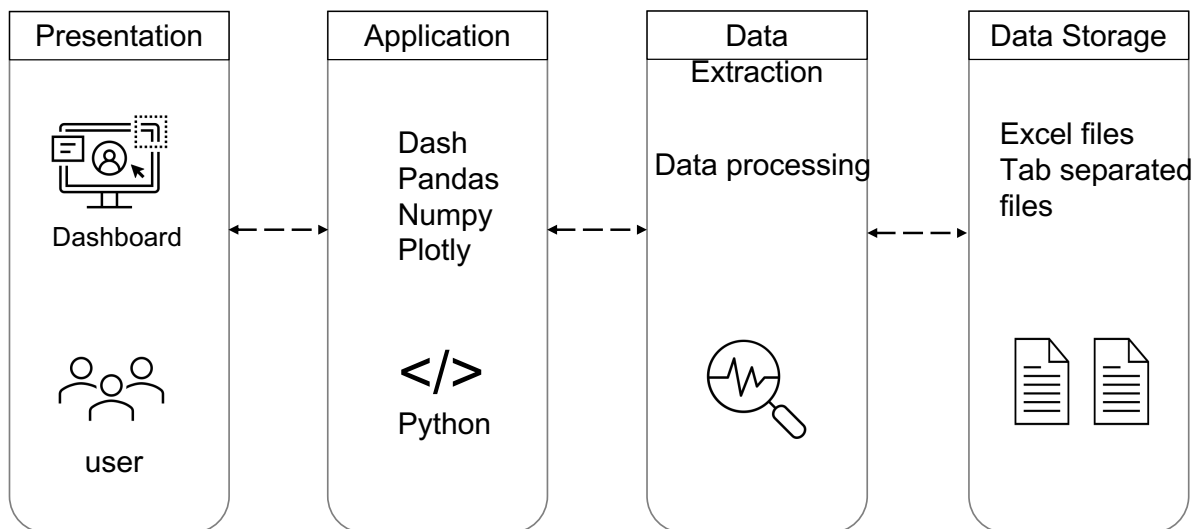 Presentation
Dashboard
user
Application
Dash
Pandas
Numpy
Plotly
</>
Python
Data
Extraction
Data processing
Data Storage
Excel files
Tab separated
files